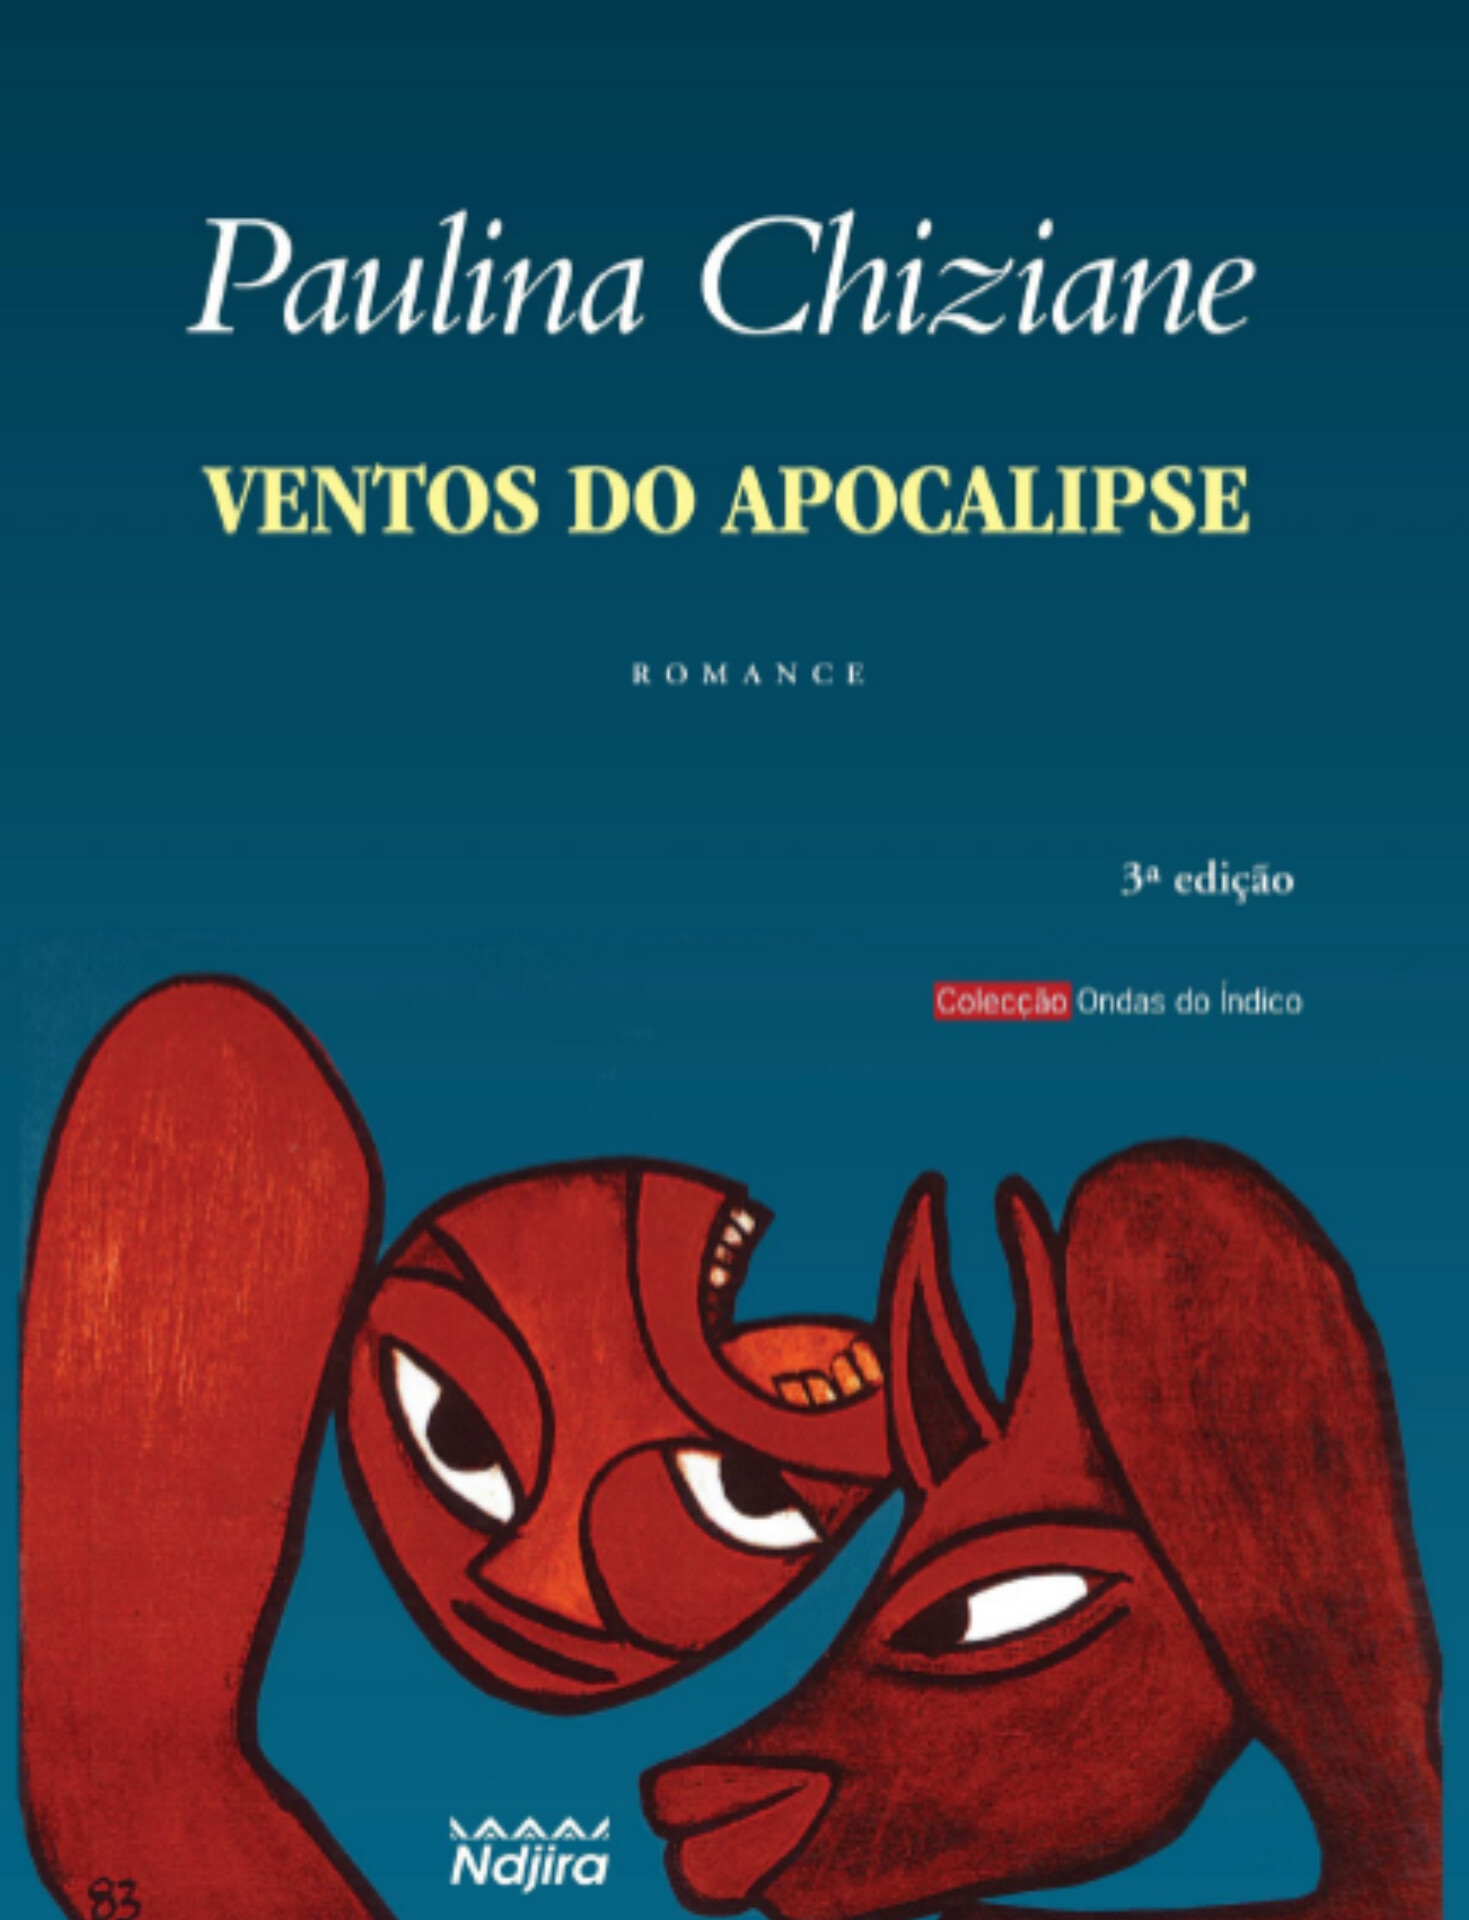 Paulina Chiziane
VENTOS DO APOCALIPSE
ROMANCE
3ª edição
Colecção Ondas do Índico
Ndjira
83